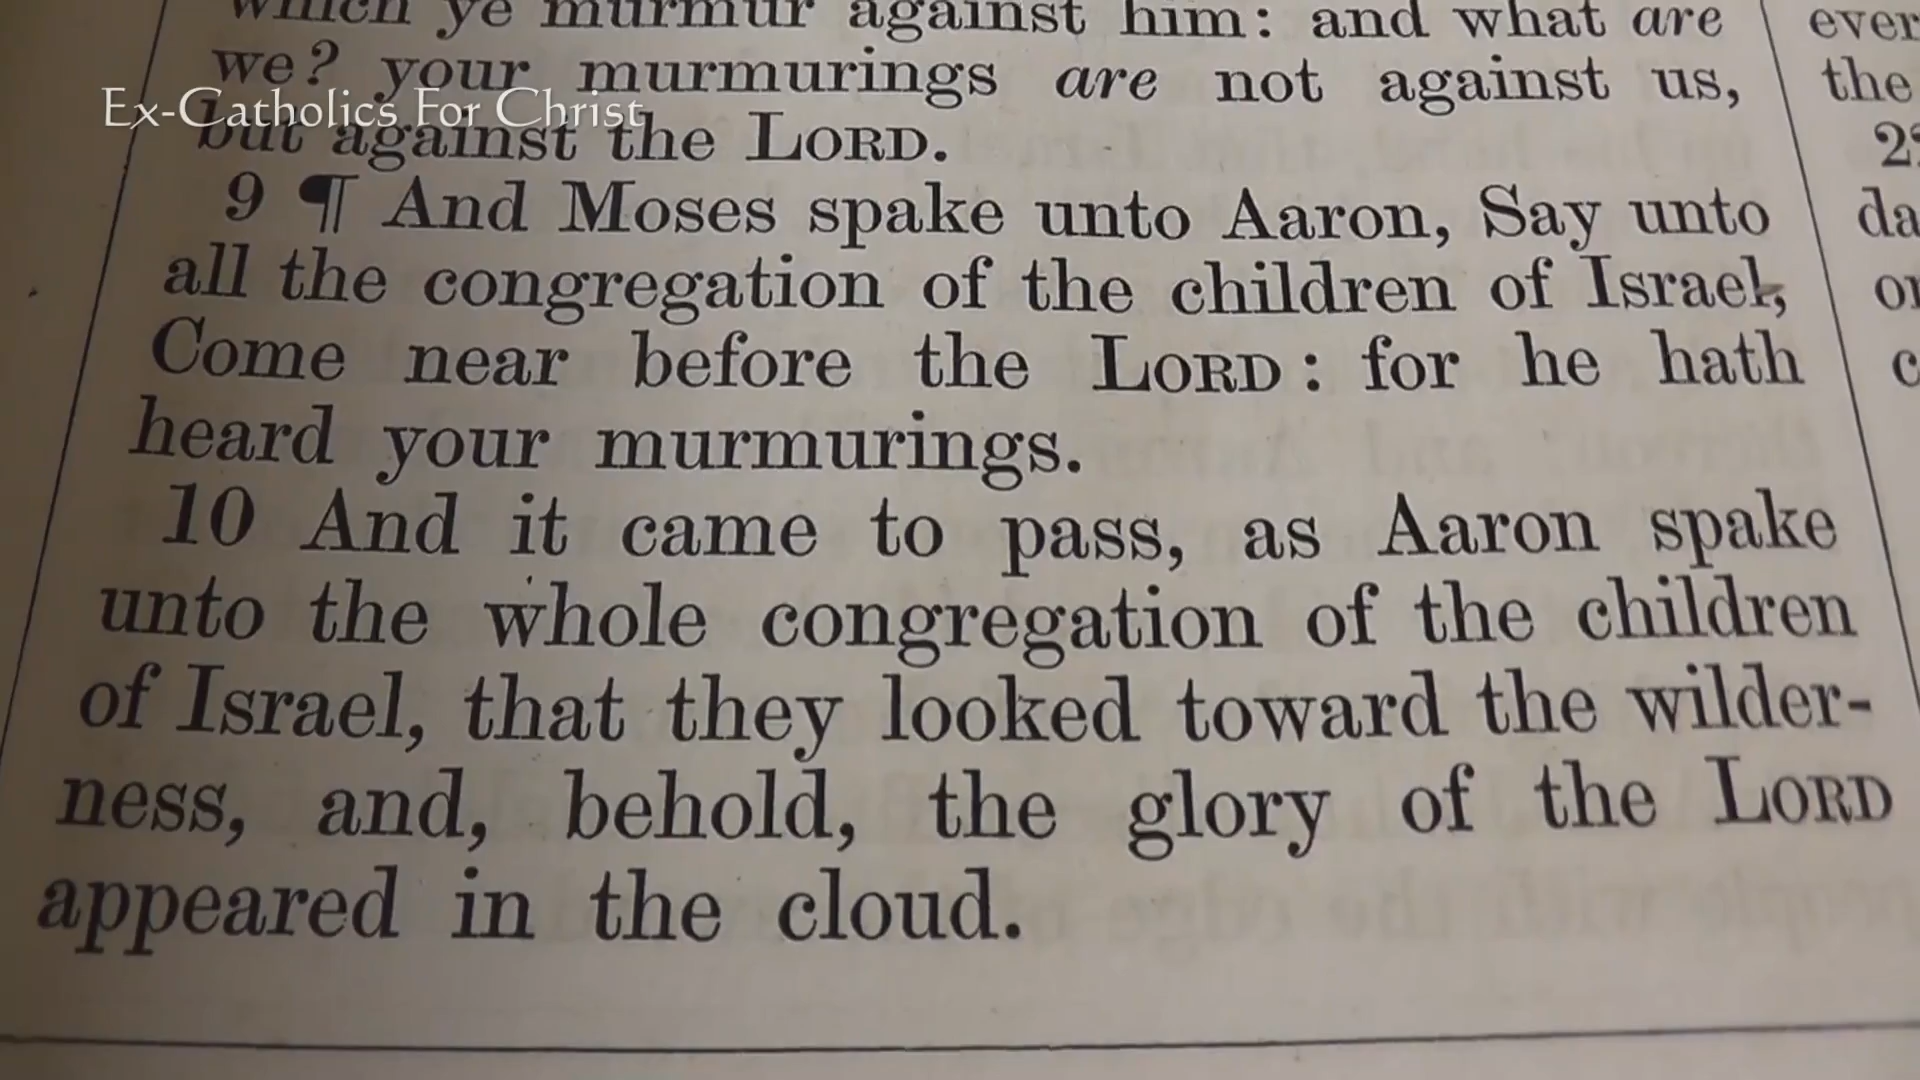 which ye murmur against him: and what are
we? your murmurings are not against us,
Ex-Catholics For Christ
but against the LORD.
9 ¶ And Moses spake unto Aaron, Say unto
all the congregation of the children of Israel,
Come near before the LORD: for he hath
heard your murmurings.
10 And it came to pass, as Aaron spake
unto the whole congregation of the children
of Israel, that they looked toward the wilder-
ness, and, behold, the glory of the LORD
appeared in the cloud.
the